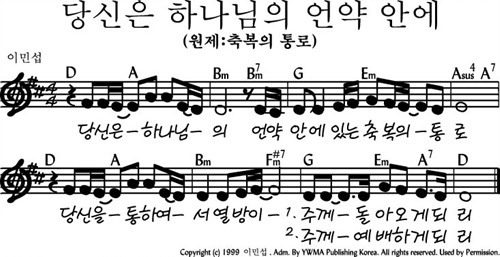 당신은 하나님의 언약 안에
(원제:축복의 통로)
이민섭
D A Bm B7 G Em Asus4 A7
당신은-하나님-의 언약 안에 있는 축 복의-통 로
D A Bm F#7 G Em A7 D
당신을-통하여-서 열방이-1. 주께-돌 아오 게 되 리
2. 주께-예 배하 게 되 리
Copyright (c) 1999 이민섭. Adm. By YWMA Publishing Korea. All rights reserved. Used by Permission.